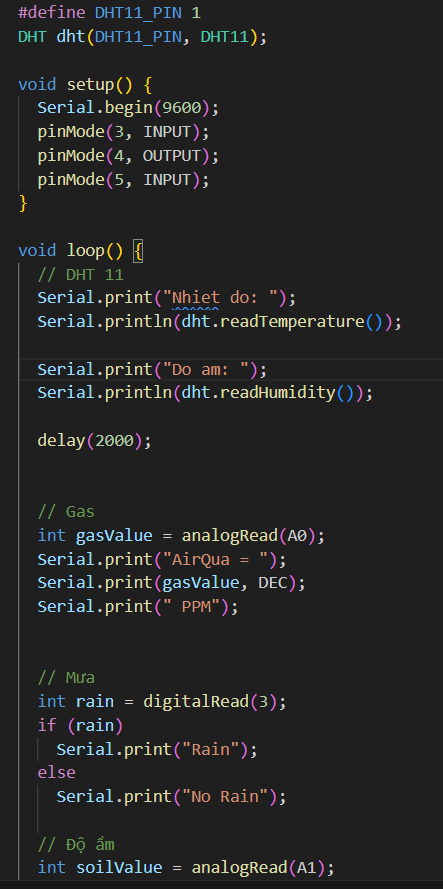 #define DHT11_PIN 1
DHT dht(DHT11_PIN, DHT11);
void setup() {
Serial.begin(9600);
pinMode(3, INPUT);
pinMode(4, OUTPUT);
pinMode(5, INPUT);
}
void loop() {
// DHT 11
Serial.print("Nhiet do: ");
Serial.println(dht.readTemperature());
Serial.print("Do am: ");
Serial.println(dht.readHumidity());
delay(2000);
// Gas
int gasValue = analogRead(A0);
Serial.print("AirQua = ");
Serial.print(gasValue, DEC);
Serial.print(" PPM");
// Mưa
int rain = digitalRead(3);
if (rain)
Serial.print("Rain");
else
Serial.print("No Rain");
// Độ ẩm
int soilValue = analogRead(A1);